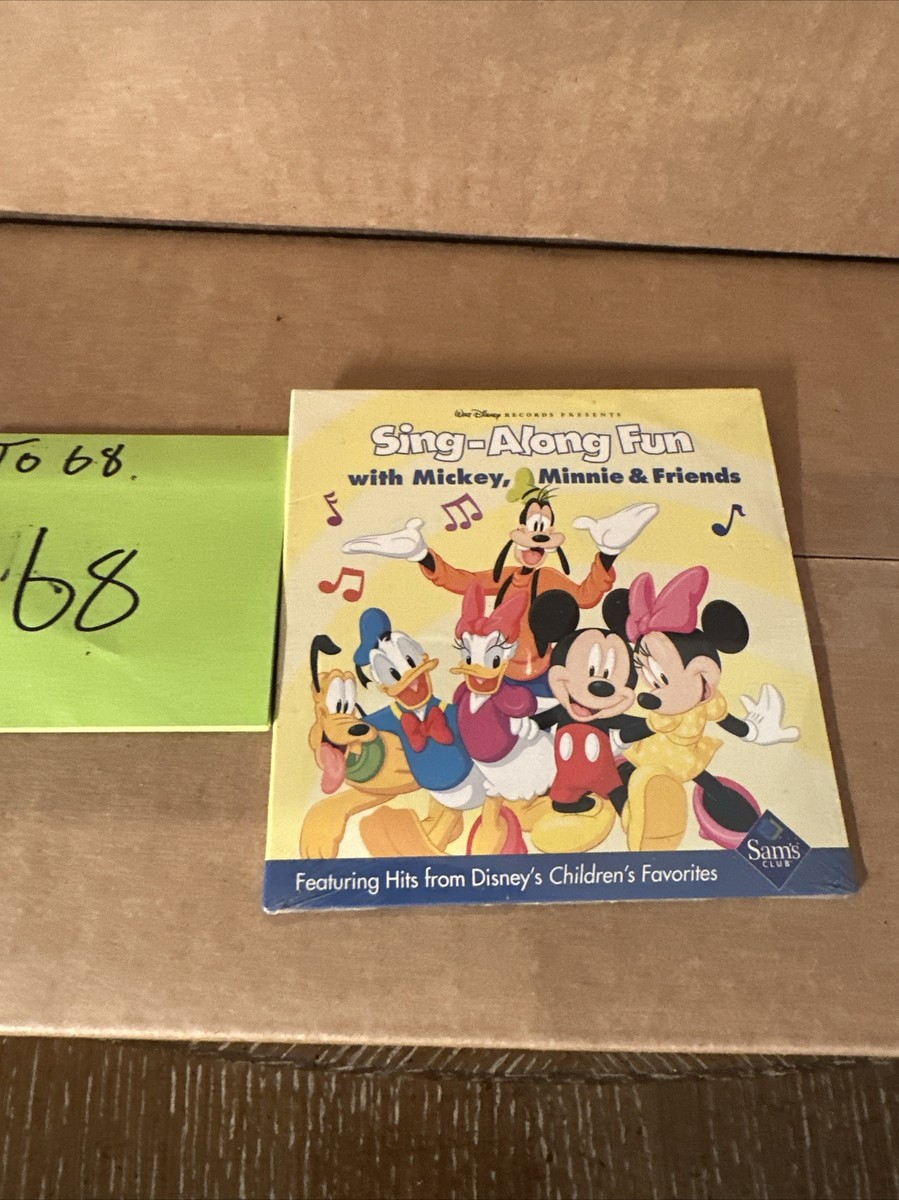 To 68.
68
WALT DISNEY RECORDS PRESENTS
Sing-Along Fun
with Mickey, Minnie & Friends
Featuring Hits from Disney's Children's Favorites
Sam's
CLUB